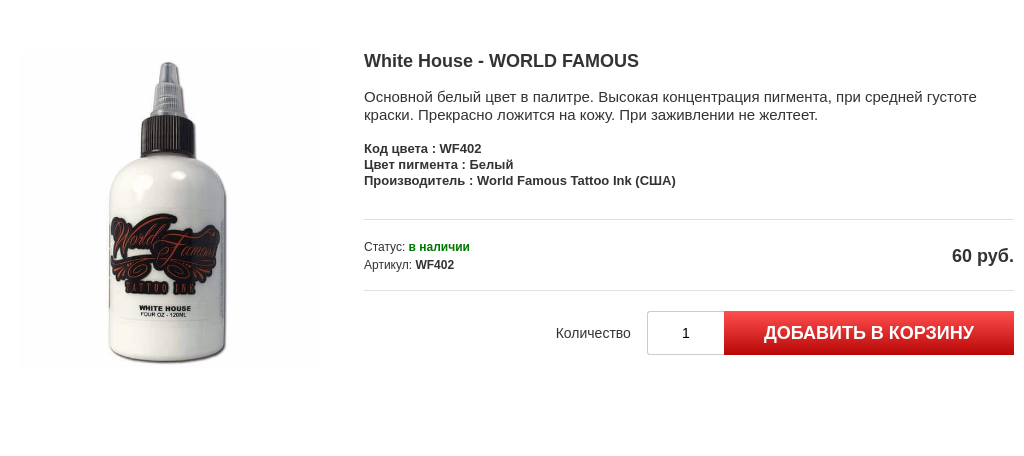 White House - WORLD FAMOUS
Основной белый цвет в палитре. Высокая концентрация пигмента, при средней густоте
краски. Прекрасно ложится на кожу. При заживлении не желтеет.
Код цвета : WF402
Цвет пигмента : Белый
Производитель : World Famous Tattoo Ink (США)
Статус: в наличии
Артикул: WF402
60 руб.
Количество 1 ДОБАВИТЬ В КОРЗИНУ
World Famous
TATTOO INK
WHITE HOUSE
FOUR OZ - 120ML